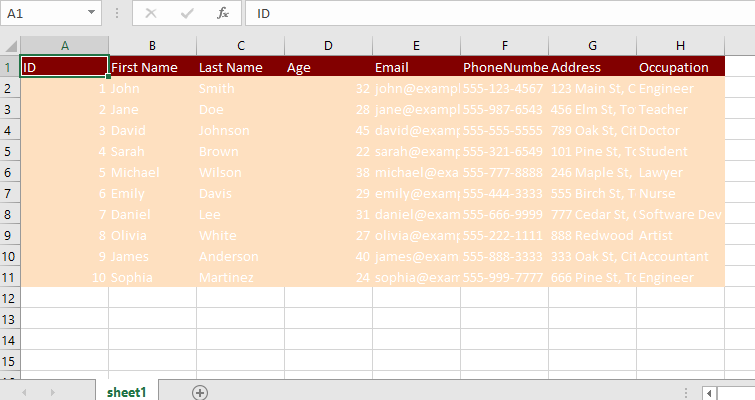 A1 fx ID
A B C D E F G H
1 ID First Name Last Name Age Email PhoneNumbe Address Occupation
2 1 John Smith 32 john@exampl 555-123-4567 123 Main St, C Engineer
3 2 Jane Doe 28 jane@examp 555-987-6543 456 Elm St, To Teacher
4 3 David Johnson 45 david@examp 555-555-5555 789 Oak St, Cit Doctor
5 4 Sarah Brown 22 sarah@examp 555-321-6549 101 Pine St, To Student
6 5 Michael Wilson 38 michael@exa 555-777-8888 246 Maple St, Lawyer
7 6 Emily Davis 29 emily@examp 555-444-3333 555 Birch St, T Nurse
8 7 Daniel Lee 31 daniel@exam 555-666-9999 777 Cedar St, Software Dev
9 8 Olivia White 27 olivia@examp 555-222-1111 888 Redwood Artist
10 9 James Anderson 40 james@exam 555-888-3333 333 Oak St, Cit Accountant
11 10 Sophia Martinez 24 sophia@exam 555-999-7777 666 Pine St, To Engineer
12
13
14
15
sheet1